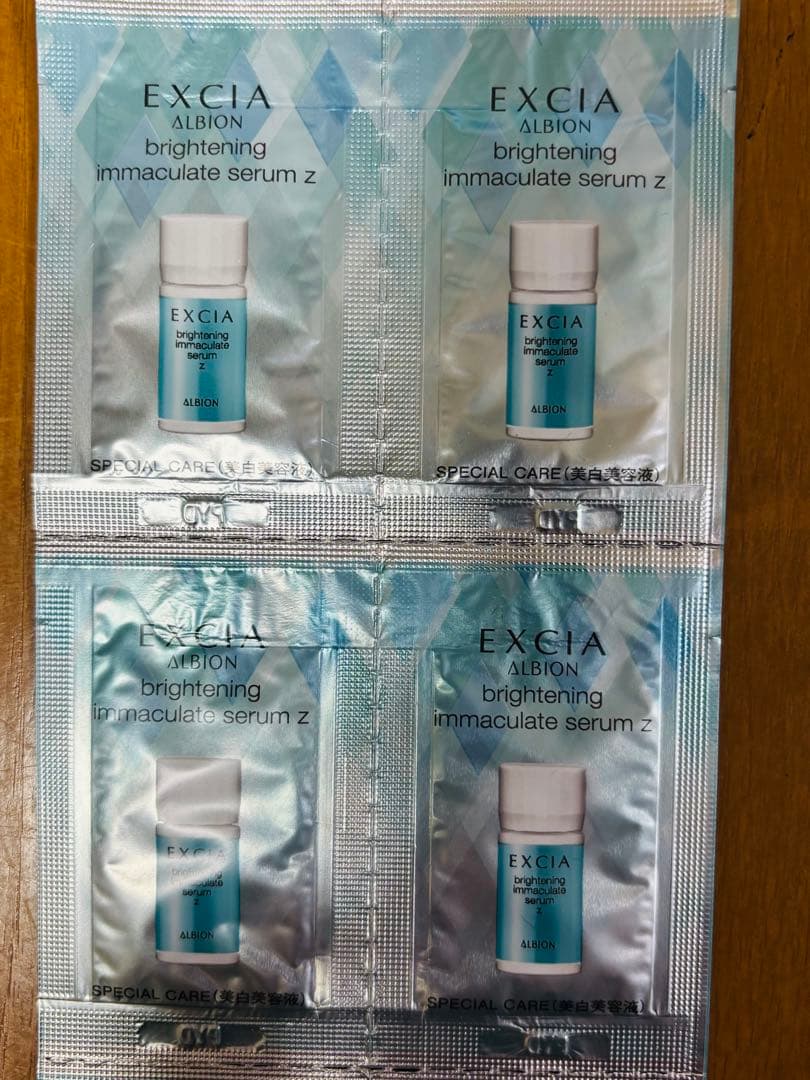 EXCIA
ALBION
brightening
immaculate serum z
EXCIA
brightening
immaculate
serum
z
ALBION
SPECIAL CARE(美白美容液)
EXCIA
ALBION
brightening
immaculate serum z
EXCIA
brightening
immaculate
serum
z
ALBION
SPECIAL CARE(美白美容液)
EXCIA
ALBION
brightening
immaculate serum z
EXCIA
brightening
immaculate
serum
z
ALBION
SPECIAL CARE(美白美容液)
EXCIA
ALBION
brightening
immaculate serum z
EXCIA
brightening
immaculate
serum
z
ALBION
SPECIAL CARE(美白美容液)